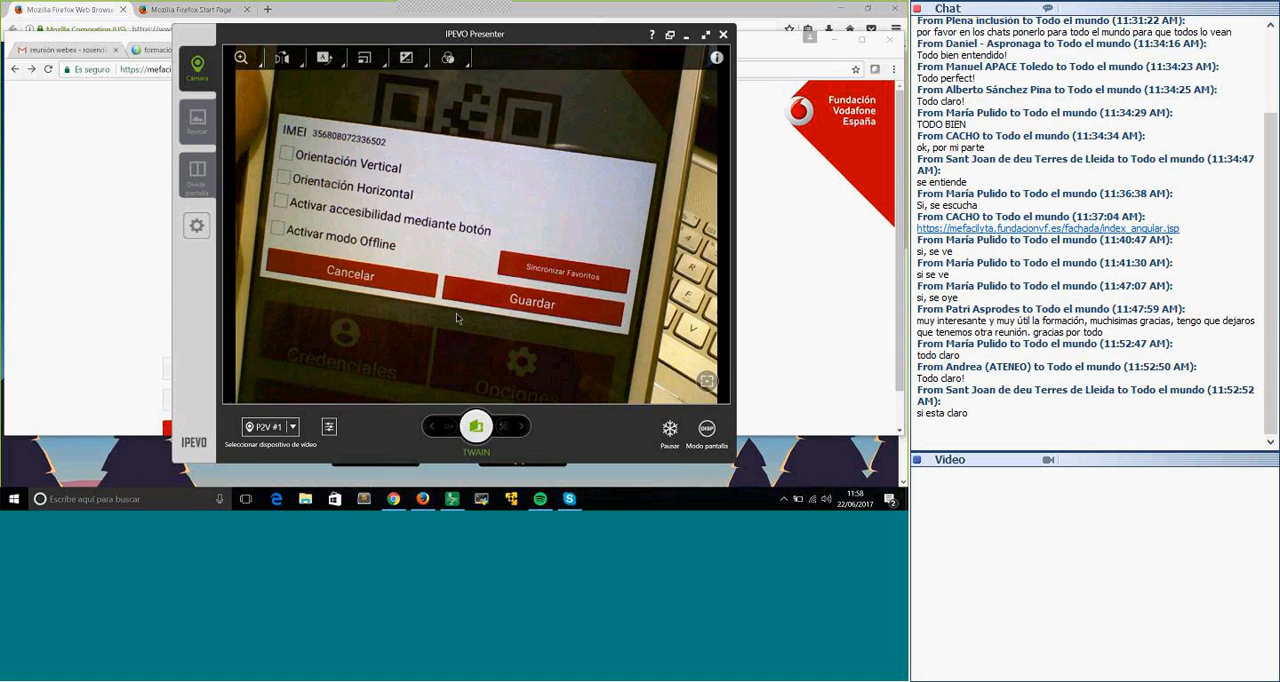 Mozilla Firefox Web Brows
Mozilla Firefox Start Page
Mozilla Corporation (US)
https://www
reunión webex - rosend
formacio
Es seguro
https://mefaci
Fundación
Vodafone
España
IPEVO Presenter
Cámara
Revisar
Dividir
pantalla
IPEVO
IMEI 356808072336502
Orientación Vertical
Orientación Horizontal
Activar accesibilidad mediante botón
Activar modo Offline
Sincronizar Favoritos
Cancelar
Guardar
Credenciales
Opciones
P2V #1
Seleccionar dispositivo de vídeo
TWAIN
Pausar
DISP
Modo pantalla
Escribe aquí para buscar
11:58
22/06/2017
Chat
From Plena inclusión to Todo el mundo (11:31:22 AM):
por favor en los chats ponerlo para todo el mundo para que todos lo vean
From Daniel - Aspronaga to Todo el mundo (11:34:16 AM):
Todo bien entendido!
From Manuel APACE Toledo to Todo el mundo (11:34:23 AM):
Todo perfect!
From Alberto Sánchez Pina to Todo el mundo (11:34:25 AM):
Todo claro!
From María Pulido to Todo el mundo (11:34:29 AM):
TODO BIEN
From CACHO to Todo el mundo (11:34:34 AM):
ok, por mi parte
From Sant Joan de deu Terres de Lleida to Todo el mundo (11:34:47
AM):
se entiende
From María Pulido to Todo el mundo (11:36:38 AM):
Si, se escucha
From CACHO to Todo el mundo (11:37:04 AM):
https://mefacilyta.fundacionvf.es/fachada/index_angular.jsp
From María Pulido to Todo el mundo (11:40:47 AM):
si, se ve
From María Pulido to Todo el mundo (11:41:30 AM):
si se ve
From María Pulido to Todo el mundo (11:47:07 AM):
si, se oye
From Patri Asprodes to Todo el mundo (11:47:59 AM):
muy interesante y muy útil la formación, muchisimas gracias, tengo que dejaros
que tenemos otra reunión. gracias por todo
From María Pulido to Todo el mundo (11:52:47 AM):
todo claro
From Andrea (ATENEO) to Todo el mundo (11:52:50 AM):
Todo claro!
From Sant Joan de deu Terres de Lleida to Todo el mundo (11:52:52
AM):
si esta claro
Video